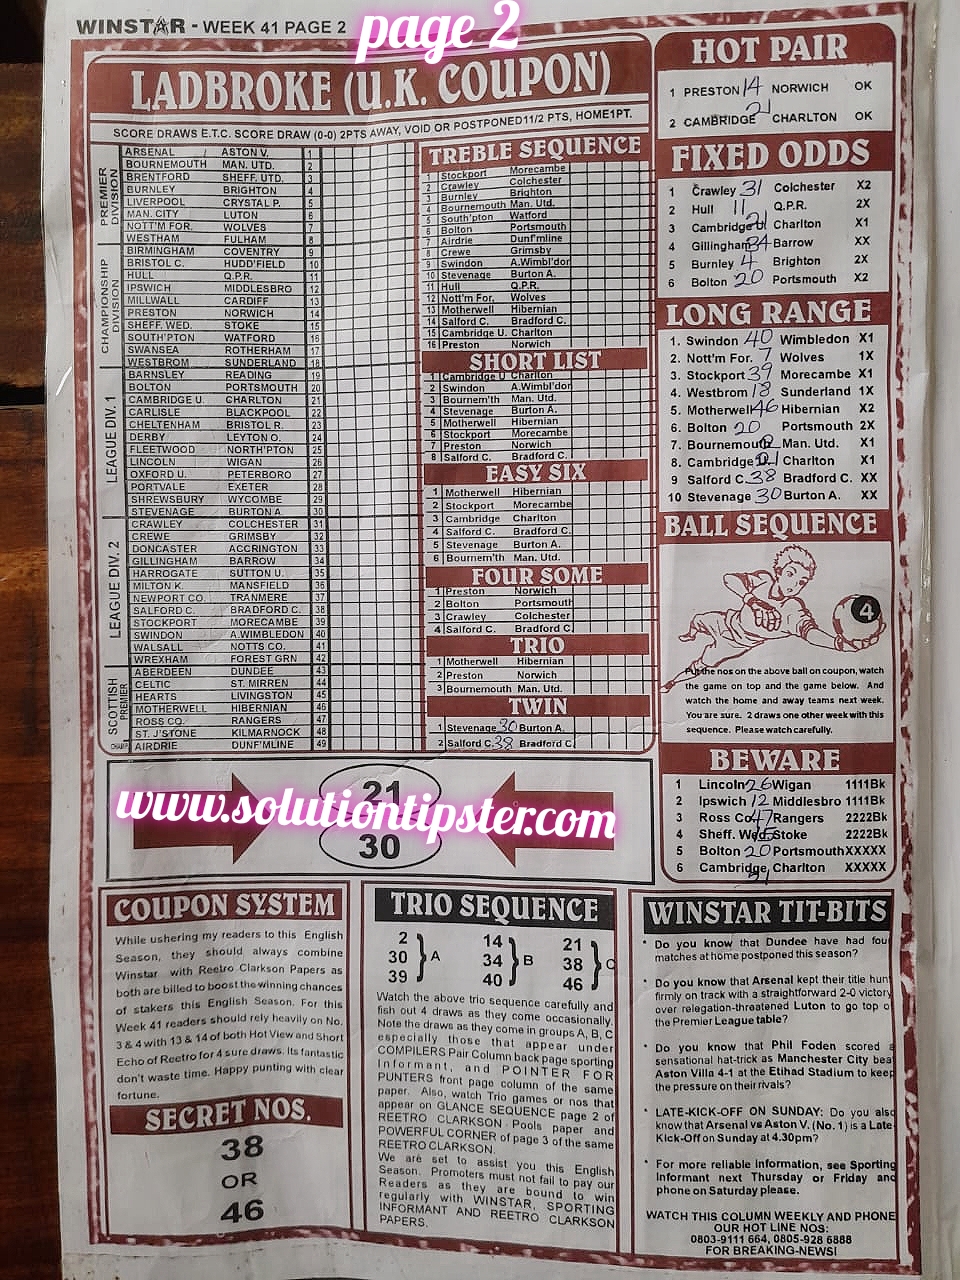 WINSTAR - WEEK 41 PAGE 2
page 2
LADBROKE (U.K. COUPON)
SCORE DRAWS E.T.C. SCORE DRAW (0-0) 2PTS AWAY, VOID OR POSTPONED 11/2 PTS, HOME1PT.
PREMIER DIVISION
ARSENAL ASTON V. 1
BOURNEMOUTH MAN. UTD. 2
BRENTFORD SHEFF. UTD. 3
BURNLEY BRIGHTON 4
LIVERPOOL CRYSTAL P. 5
MAN. CITY LUTON 6
NOTT'M FOR. WOLVES 7
WESTHAM FULHAM 8
CHAMPIONSHIP DIVISION
BIRMINGHAM COVENTRY 9
BRISTOL C. HUDD'FIELD 10
HULL Q.P.R. 11
IPSWICH MIDDLESBRO 12
MILLWALL CARDIFF 13
PRESTON NORWICH 14
SHEFF. WED. STOKE 15
SOUTH'PTON WATFORD 16
SWANSEA ROTHERHAM 17
WESTBROM SUNDERLAND 18
LEAGUE DIV. 1
BARNSLEY READING 19
BOLTON PORTSMOUTH 20
CAMBRIDGE U. CHARLTON 21
CARLISLE BLACKPOOL 22
CHELTENHAM BRISTOL R. 23
DERBY LEYTON O. 24
FLEETWOOD NORTH'PTON 25
LINCOLN WIGAN 26
OXFORD U. PETERBORO 27
PORTVALE EXETER 28
SHREWSBURY WYCOMBE 29
STEVENAGE BURTON A. 30
LEAGUE DIV. 2
CRAWLEY COLCHESTER 31
CREWE GRIMSBY 32
DONCASTER ACCRINGTON 33
GILLINGHAM BARROW 34
HARROGATE SUTTON U. 35
MILTON K. MANSFIELD 36
NEWPORT CO. TRANMERE 37
SALFORD C. BRADFORD C. 38
STOCKPORT MORECAMBE 39
SWINDON A.WIMBLEDON 40
WALSALL NOTTS CO. 41
WREXHAM FOREST GRN 42
SCOTTISH PREMIER
ABERDEEN DUNDEE 43
CELTIC ST. MIRREN 44
HEARTS LIVINGSTON 45
MOTHERWELL HIBERNIAN 46
ROSS CO. RANGERS 47
ST. J'STONE KILMARNOCK 48
CHAMP. AIRDRIE DUNF'MLINE 49
TREBLE SEQUENCE
1 Stockport Morecambe
2 Crawley Colchester
3 Burnley Brighton
4 Bournemouth Man. Utd.
5 South'pton Watford
6 Bolton Portsmouth
7 Airdrie Dunf'mline
8 Crewe Grimsby
9 Swindon A.Wimbl'dor
10 Stevenage Burton A.
11 Hull Q.P.R.
12 Nott'm For, Wolves
13 Motherwell Hibernian
14 Salford C. Bradford C.
15 Cambridge U. Charlton
16 Preston Norwich
SHORT LIST
1 Cambridge U Charlton
2 Swindon A.Wimbl'dor
3 Bournem'th Man. Utd.
4 Stevenage Burton A.
5 Motherwell Hibernian
6 Stockport Morecambe
7 Preston Norwich
8 Salford C. Bradford C.
EASY SIX
1 Motherwell Hibernian
2 Stockport Morecambe
3 Cambridge Charlton
4 Salford C. Bradford C.
5 Stevenage Burton A.
6 Bournem'th Man. Utd.
FOUR SOME
1 Preston Norwich
2 Bolton Portsmouth
3 Crawley Colchester
4 Salford C. Bradford C.
TRIO
1 Motherwell Hibernian
2 Preston Norwich
3 Bournemouth Man. Utd.
TWIN
1 Stevenage 30 Burton A.
2 Salford C. 38 Bradford C.
HOT PAIR
1 PRESTON 14 NORWICH OK
2 CAMBRIDGE 21 CHARLTON OK
FIXED ODDS
1 Crawley 31 Colchester X2
2 Hull 11 Q.P.R. 2X
3 Cambridge U. 21 Charlton X1
4 Gillingham 34 Barrow XX
5 Burnley 4 Brighton 2X
6 Bolton 20 Portsmouth X2
LONG RANGE
1. Swindon 40 Wimbledon X1
2. Nott'm For. 7 Wolves 1X
3. Stockport 39 Morecambe X1
4. Westbrom 18 Sunderland 1X
5. Motherwell 46 Hibernian X2
6. Bolton 20 Portsmouth 2X
7. Bournemouth 2 Man. Utd. X1
8. Cambridge U. 21 Charlton X1
9 Salford C. 38 Bradford C. XX
10 Stevenage 30 Burton A. XX
BALL SEQUENCE
4
Put the nos on the above ball on coupon, watch
the game on top and the game below. And
watch the home and away teams next week.
You are sure. 2 draws one other week with this
sequence. Please watch carefully.
BEWARE
1 Lincoln 26 Wigan 1111Bk
2 Ipswich 12 Middlesbro 1111Bk
3 Ross Co. 47 Rangers 2222Bk
4 Sheff. Wed. 15 Stoke 2222Bk
5 Bolton 20 Portsmouth XXXXX
6 Cambridge, 21 Charlton XXXXX
21
www.solutiontipster.com
30
COUPON SYSTEM
While ushering my readers to this English
Season, they should always combine
Winstar with Reetro Clarkson Papers as
both are billed to boost the winning chances
of stakers this English Season. For this
Week 41 readers should rely heavily on No.
3 & 4 with 13 & 14 of both Hot View and Short
Echo of Reetro for 4 sure draws. Its fantastic
don't waste time. Happy punting with clear
fortune.
SECRET NOS.
38
OR
46
TRIO SEQUENCE
2 14 21
30 A 34 B 38 C
39 40 46
Watch the above trio sequence carefully and
fish out 4 draws as they come occasionally.
Note the draws as they come in groups A, B, C
especially those that appear under
COMPILERS Pair Column back page sporting
Informant, and POINTER FOR
PUNTERS front page column of the same
paper. Also, watch Trio games or nos that
appear on GLANCE SEQUENCE page 2 of
REETRO CLARKSON Pools paper and
POWERFUL CORNER of page 3 of the same
REETRO CLARKSON.
We are set to assist you this English
Season. Promoters must not fail to pay our
Readers as they are bound to win
regularly with WINSTAR, SPORTING
INFORMANT AND REETRO CLARKSON
PAPERS.
WINSTAR TIT-BITS
• Do you know that Dundee have had four
matches at home postponed this season?
• Do you know that Arsenal kept their title hunt
firmly on track with a straightforward 2-0 victory
over relegation-threatened Luton to go top of
the Premier League table?
• Do you know that Phil Foden scored a
sensational hat-trick as Manchester City beat
Aston Villa 4-1 at the Etihad Stadium to keep
the pressure on their rivals?
• LATE-KICK-OFF ON SUNDAY: Do you also
know that Arsenal vs Aston V. (No. 1) is a Late-
Kick-Off on Sunday at 4.30pm?
• For more reliable information, see Sporting
Informant next Thursday or Friday and
phone on Saturday please.
WATCH THIS COLUMN WEEKLY AND PHONE
OUR HOT LINE NOS:
0803-9111 664, 0805-928 6888
FOR BREAKING-NEWS!